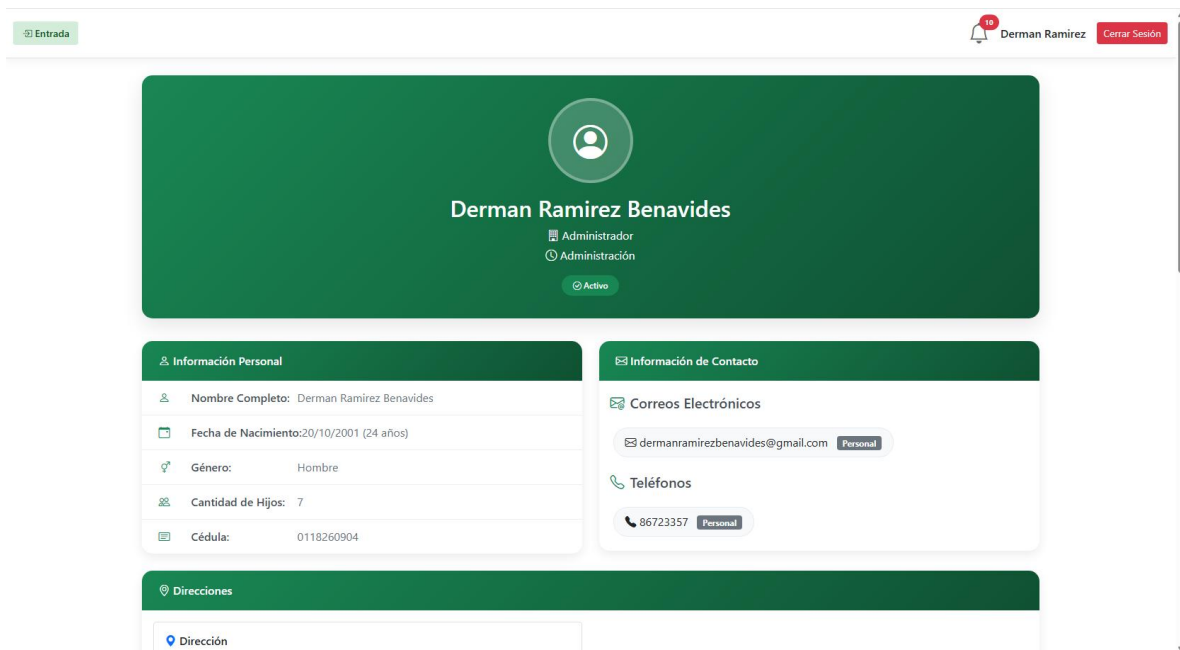 Entrada
10
Derman Ramirez
Cerrar Sesión
Derman Ramirez Benavides
Administrador
Administración
Activo
Información Personal
Nombre Completo: Derman Ramirez Benavides
Fecha de Nacimiento:20/10/2001 (24 años)
Género: Hombre
Cantidad de Hijos: 7
Cédula: 0118260904
Información de Contacto
Correos Electrónicos
dermanramirezbenavides@gmail.com Personal
Teléfonos
86723357 Personal
Direcciones
Dirección